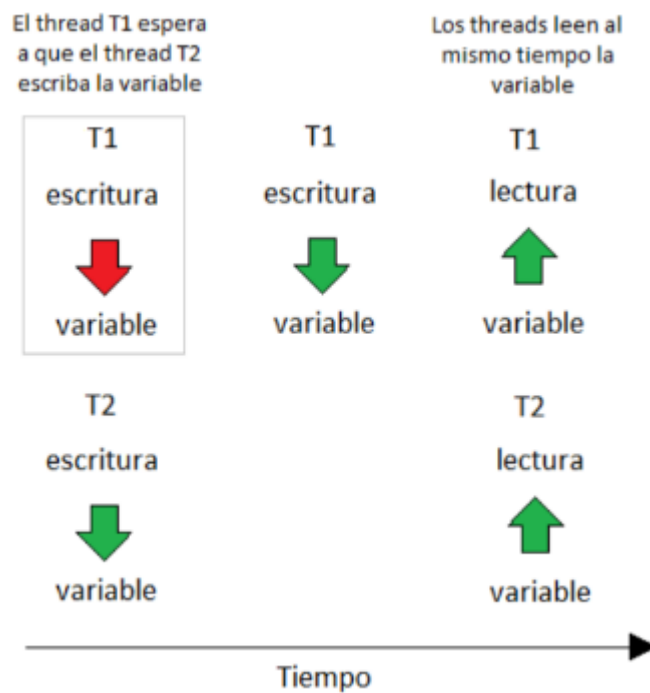 El thread T1 espera
a que el thread T2
escriba la variable
Los threads leen al
mismo tiempo la
variable
T1
escritura
variable
T1
escritura
variable
T1
lectura
variable
T2
escritura
variable
T2
lectura
variable
Tiempo